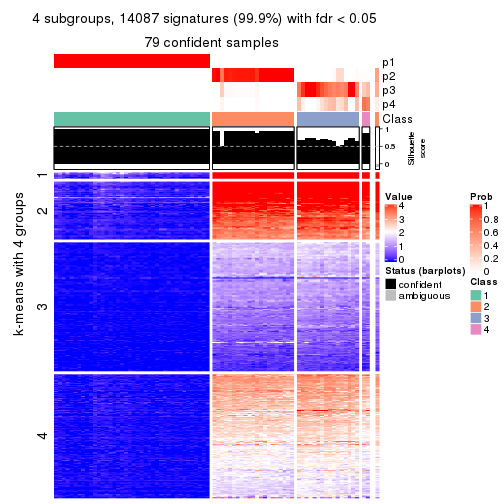 4 subgroups, 14087 signatures (99.9%) with fdr < 0.05
79 confident samples
p1
p2
p3
p4
Class
1
0.5
0
Silhouette
score
k-means with 4 groups
1
2
3
4
Value
4
3
2
1
0
Status (barplots)
confident
ambiguous
Prob
1
0.8
0.6
0.4
0.2
0
Class
1
2
3
4